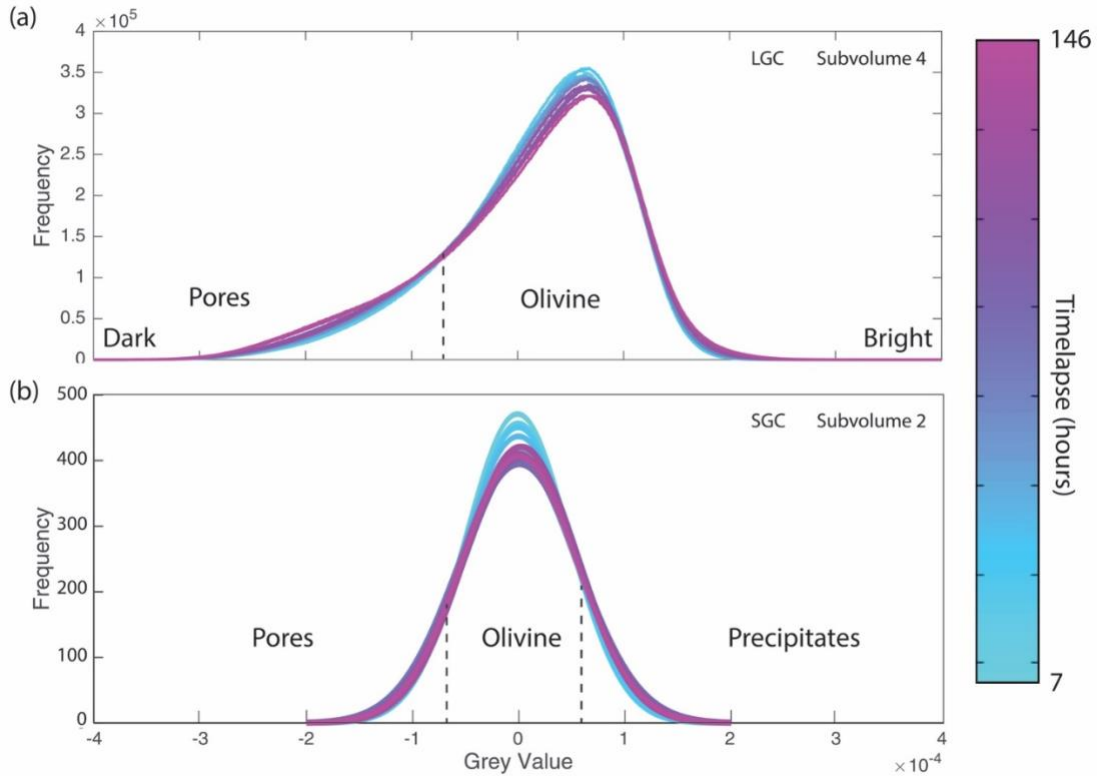 (a)
×10⁵
4
3.5
3
2.5
2
1.5
1
0.5
0
Frequency
LGC Subvolume 4
Pores
Olivine
Dark
Bright
(b)
500
400
300
200
100
0
Frequency
SGC Subvolume 2
Pores
Olivine
Precipitates
-4 -3 -2 -1 0 1 2 3 4
Grey Value
×10⁻⁴
146
Timelapse (hours)
7